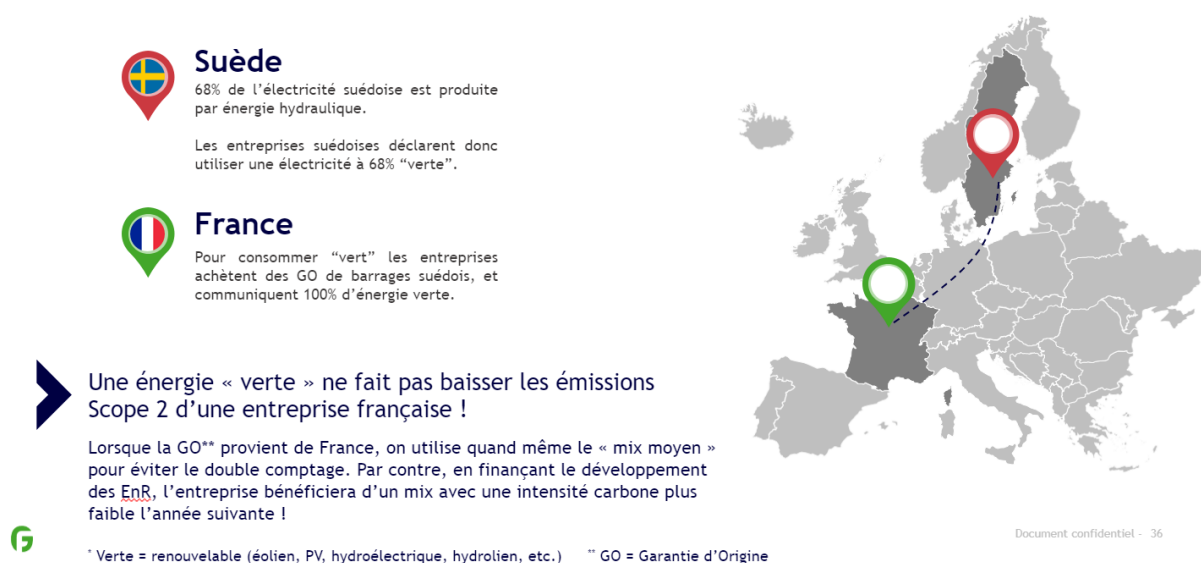 Suède
68% de l’électricité suédoise est produite
par énergie hydraulique.
Les entreprises suédoises déclarent donc
utiliser une électricité à 68% “verte”.
France
Pour consommer “vert” les entreprises
achètent des GO de barrages suédois, et
communiquent 100% d’énergie verte.
Une énergie « verte » ne fait pas baisser les émissions
Scope 2 d’une entreprise française !
Lorsque la GO** provient de France, on utilise quand même le « mix moyen »
pour éviter le double comptage. Par contre, en finançant le développement
des EnR, l’entreprise bénéficiera d’un mix avec une intensité carbone plus
faible l’année suivante !
Document confidentiel - 36
* Verte = renouvelable (éolien, PV, hydroélectrique, hydrolien, etc.) ** GO = Garantie d’Origine